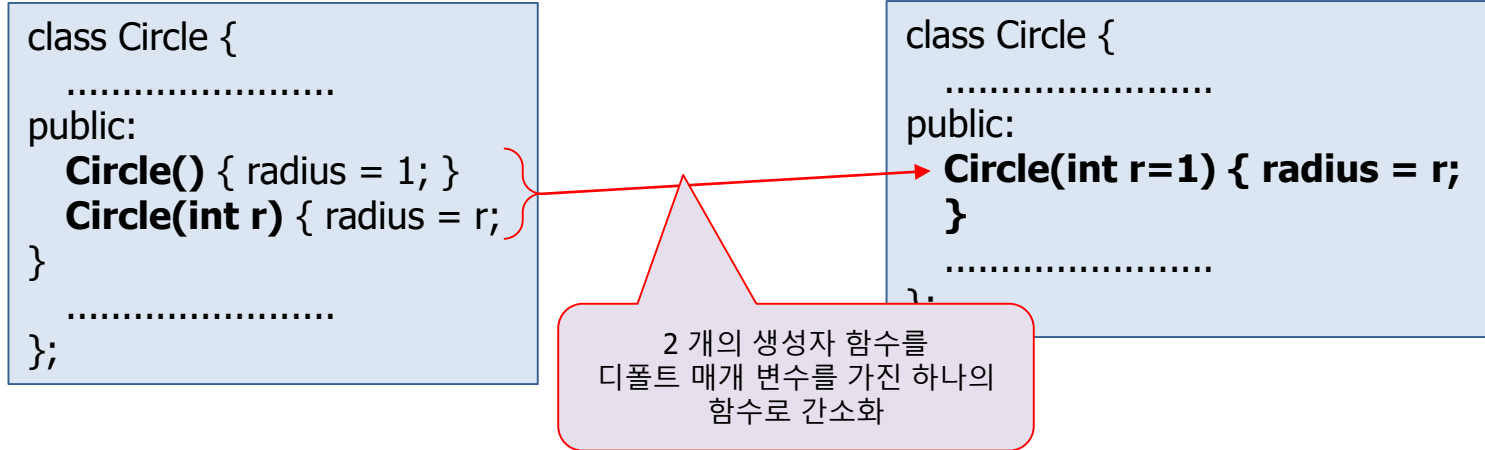 class Circle {
........................
public:
Circle() { radius = 1; }
Circle(int r) { radius = r;
}
........................
};
class Circle {
........................
public:
Circle(int r=1) { radius = r;
}
........................
};
2 개의 생성자 함수를
디폴트 매개 변수를 가진 하나의
함수로 간소화